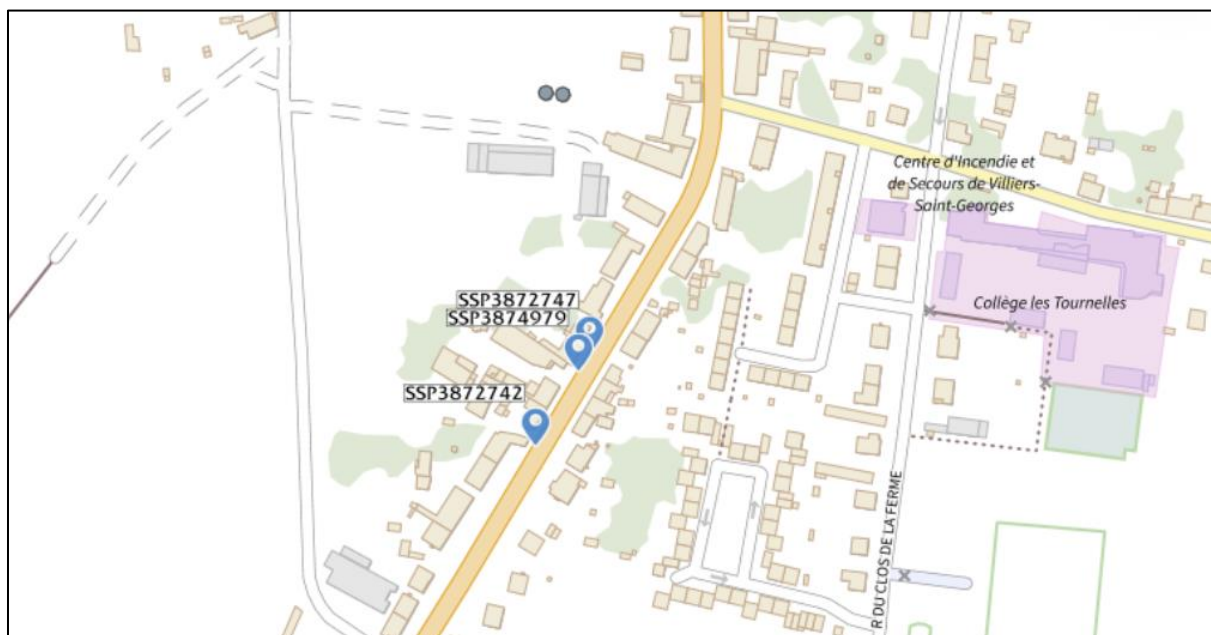 Centre d'Incendie et
de Secours de Villiers-
Saint-Georges
SSP3872747
SSP3874979
Collège les Tournelles
SSP3872742
R DU CLOS DE LA FERME